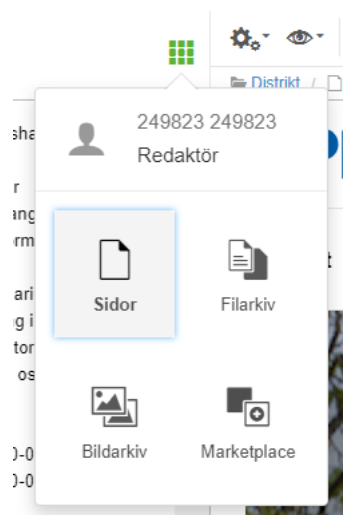 Distrikt /
249823 249823
Redaktör
Sidor
Filarkiv
Bildarkiv
Marketplace